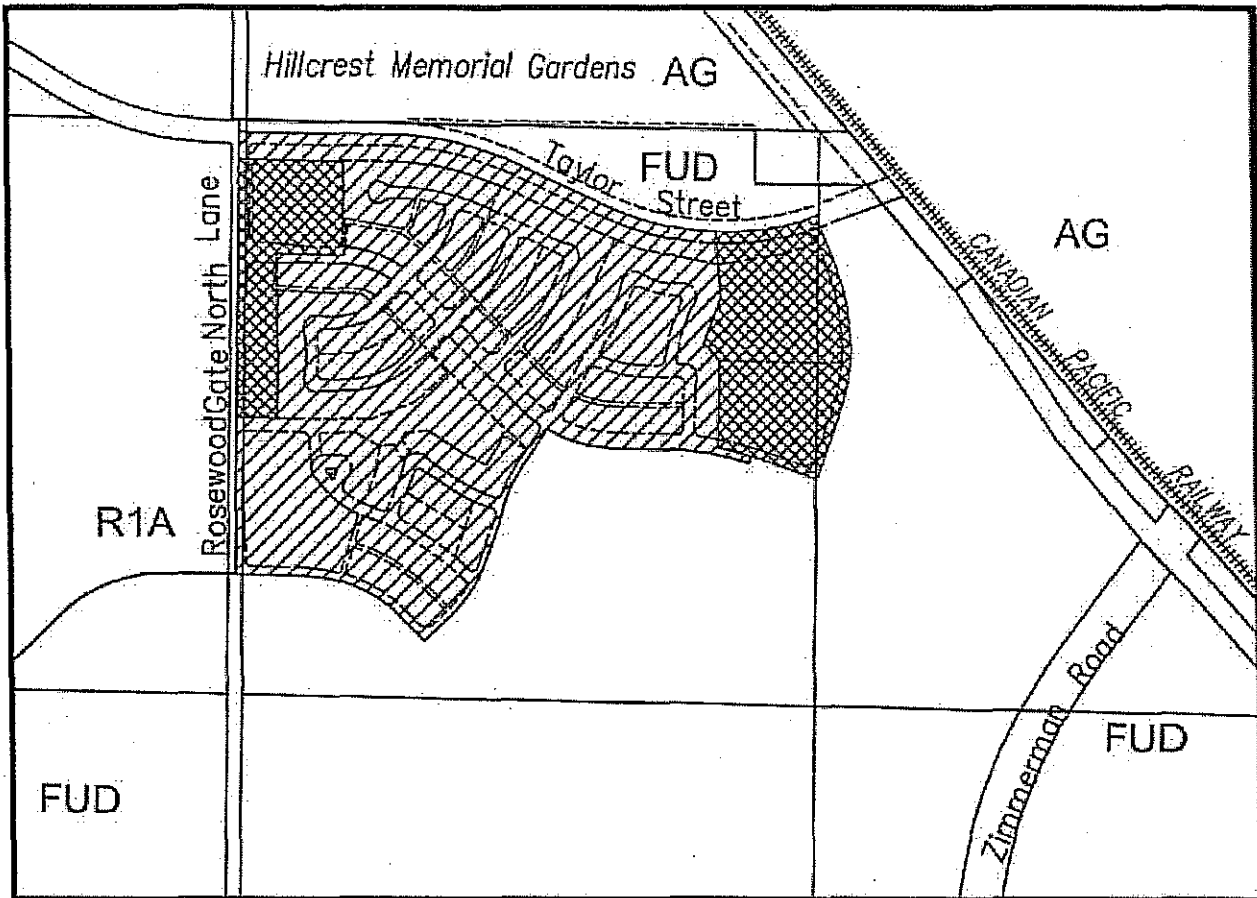 Hillcrest Memorial Gardens AG
Taylor
Street
FUD
AG
CANADIAN
PACIFIC
RAILWAY
RosewoodGate North Lane
R1A
Zimmerman Road
FUD
FUD